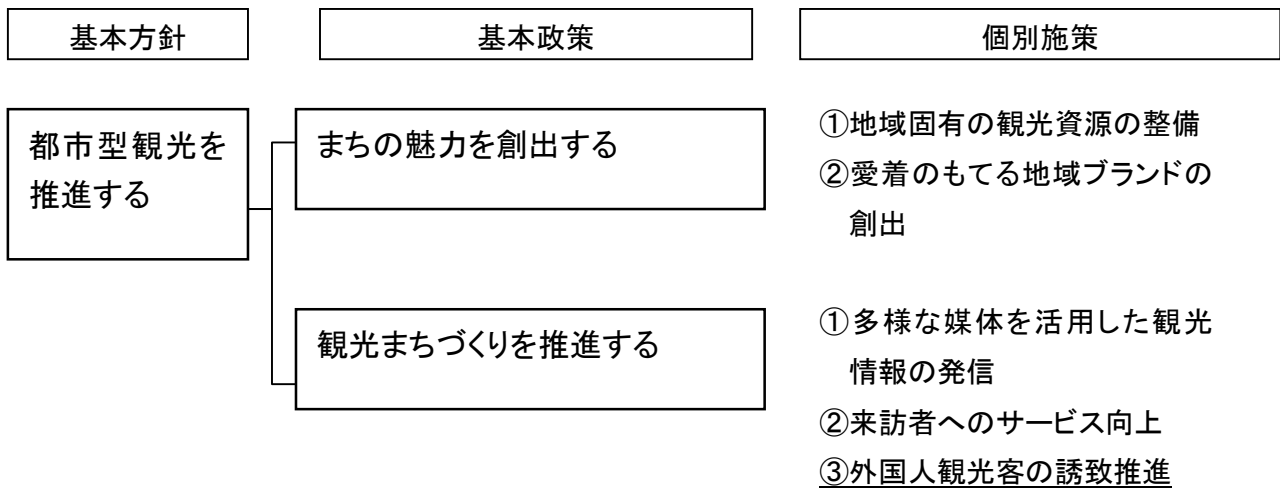 基本方針
基本政策
個別施策
都市型観光を
推進する
まちの魅力を創出する
①地域固有の観光資源の整備
②愛着のもてる地域ブランドの
創出
観光まちづくりを推進する
①多様な媒体を活用した観光
情報の発信
②来訪者へのサービス向上
③外国人観光客の誘致推進